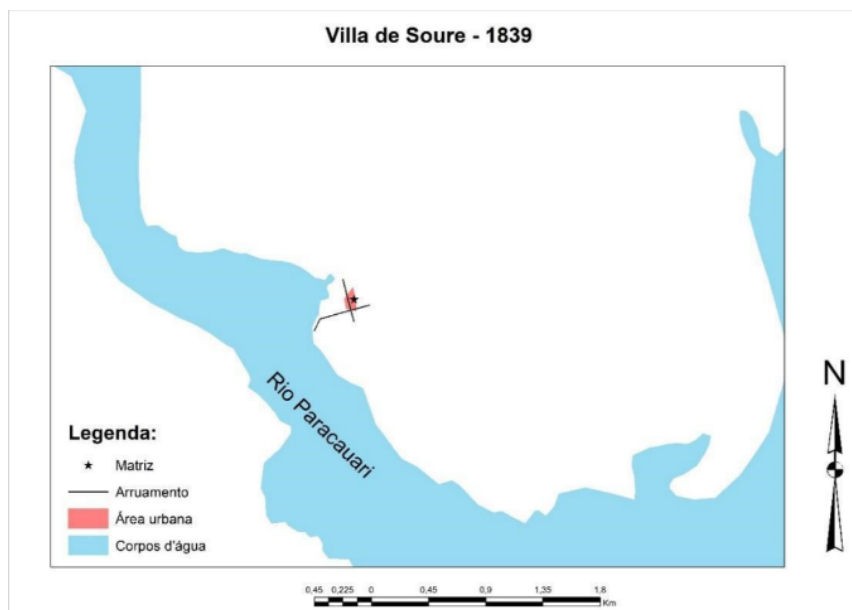 Villa de Soure - 1839
Rio Paracauari
N
Legenda:
Matriz
Arruamento
Área urbana
Corpos d'água
0,45 0,225 0 0,45 0,9 1,35 1,8
Km